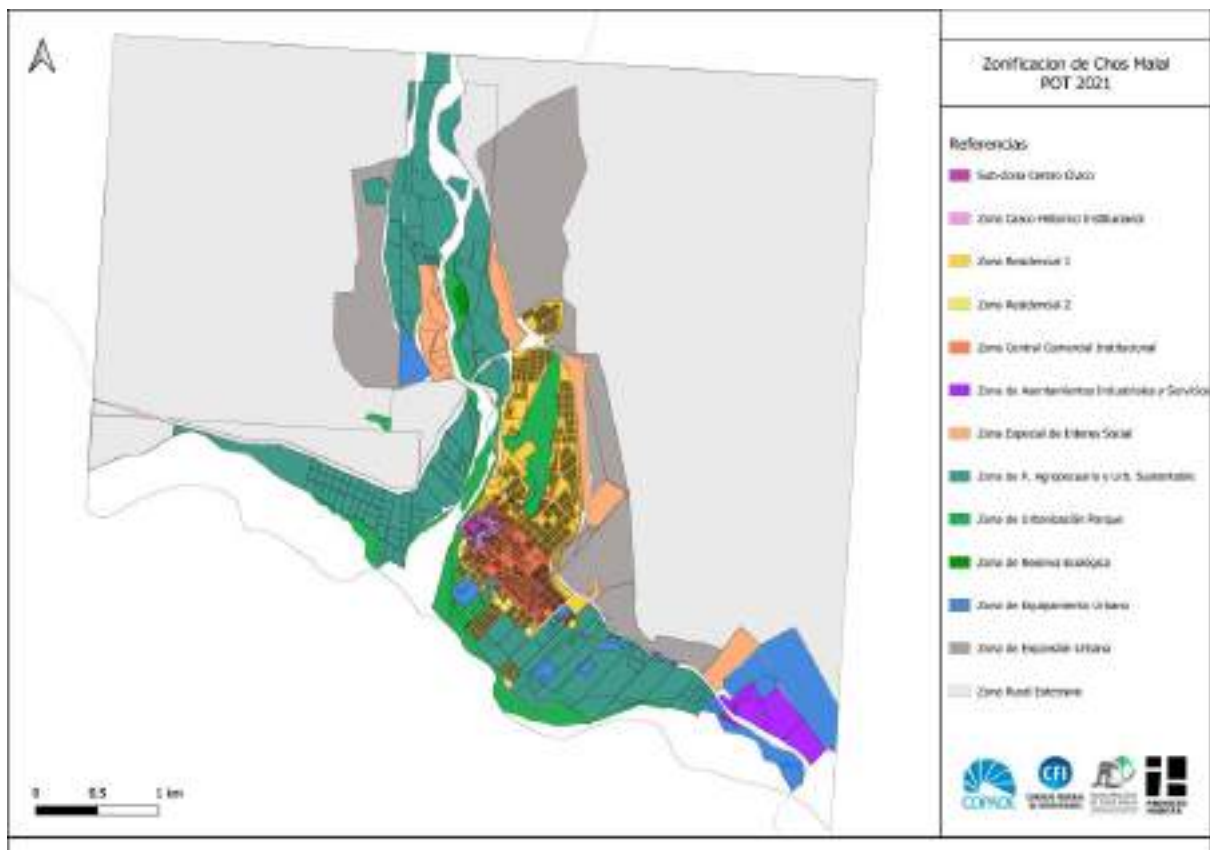 Zonificacion de Chos Malal
POT 2021
Referencias
Sub-zona Centro Cívico
Zona Casco Histórico Institucional
Zona Residencial 1
Zona Residencial 2
Zona Central Comercial Institucional
Zona de Asentamientos Industriales y Servicios
Zona Especial de Interes Social
Zona de P. Agropecuaria y Urb. Sustentable
Zona de Urbanización Parque
Zona de Reserva Ecológica
Zona de Equipamiento Urbano
Zona de Expansión Urbana
Zona Rural Extensiva
0 0.5 1 km
COPADE
CFI